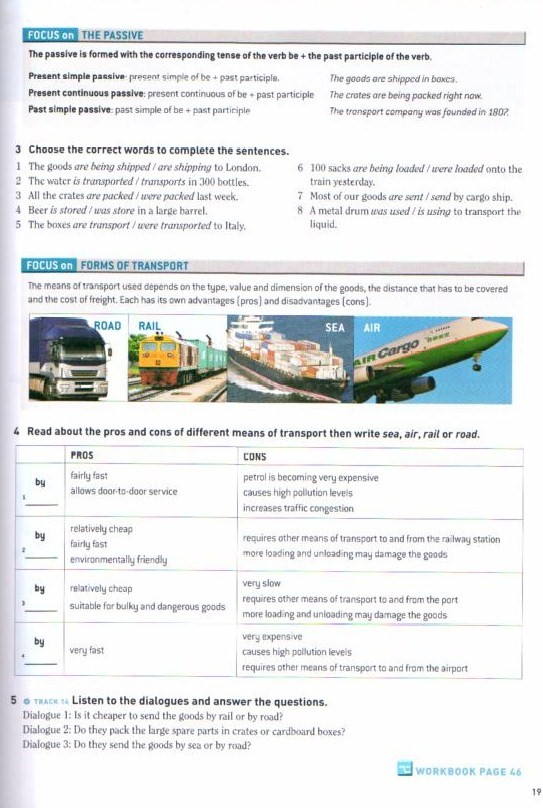 FOCUS on THE PASSIVE
The passive is formed with the corresponding tense of the verb be + the past participle of the verb.
Present simple passive: present simple of be + past participle. The goods are shipped in boxes.
Present continuous passive: present continuous of be + past participle The crates are being packed right now.
Past simple passive: past simple of be + past participle The transport company was founded in 1807.
3 Choose the correct words to complete the sentences.
1 The goods are being shipped / are shipping to London.
2 The water is transported / transports in 300 bottles.
3 All the crates are packed / were packed last week.
4 Beer is stored / was store in a large barrel.
5 The boxes are transport / were transported to Italy.
6 100 sacks are being loaded / were loaded onto the
train yesterday.
7 Most of our goods are sent / send by cargo ship.
8 A metal drum was used / is using to transport the
liquid.
FOCUS on FORMS OF TRANSPORT
The means of transport used depends on the type, value and dimension of the goods, the distance that has to be covered
and the cost of freight. Each has its own advantages (pros) and disadvantages (cons).
ROAD RAIL SEA AIR
AIR Cargo
4 Read about the pros and cons of different means of transport then write sea, air, rail or road.
PROS CONS
by
1
fairly fast
allows door-to-door service
petrol is becoming very expensive
causes high pollution levels
increases traffic congestion
by
2
relatively cheap
fairly fast
environmentally friendly
requires other means of transport to and from the railway station
more loading and unloading may damage the goods
by
3
relatively cheap
suitable for bulky and dangerous goods
very slow
requires other means of transport to and from the port
more loading and unloading may damage the goods
by
4
very fast
very expensive
causes high pollution levels
requires other means of transport to and from the airport
5 TRACK 14 Listen to the dialogues and answer the questions.
Dialogue 1: Is it cheaper to send the goods by rail or by road?
Dialogue 2: Do they pack the large spare parts in crates or cardboard boxes?
Dialogue 3: Do they send the goods by sea or by road?
WORKBOOK PAGE 46
19